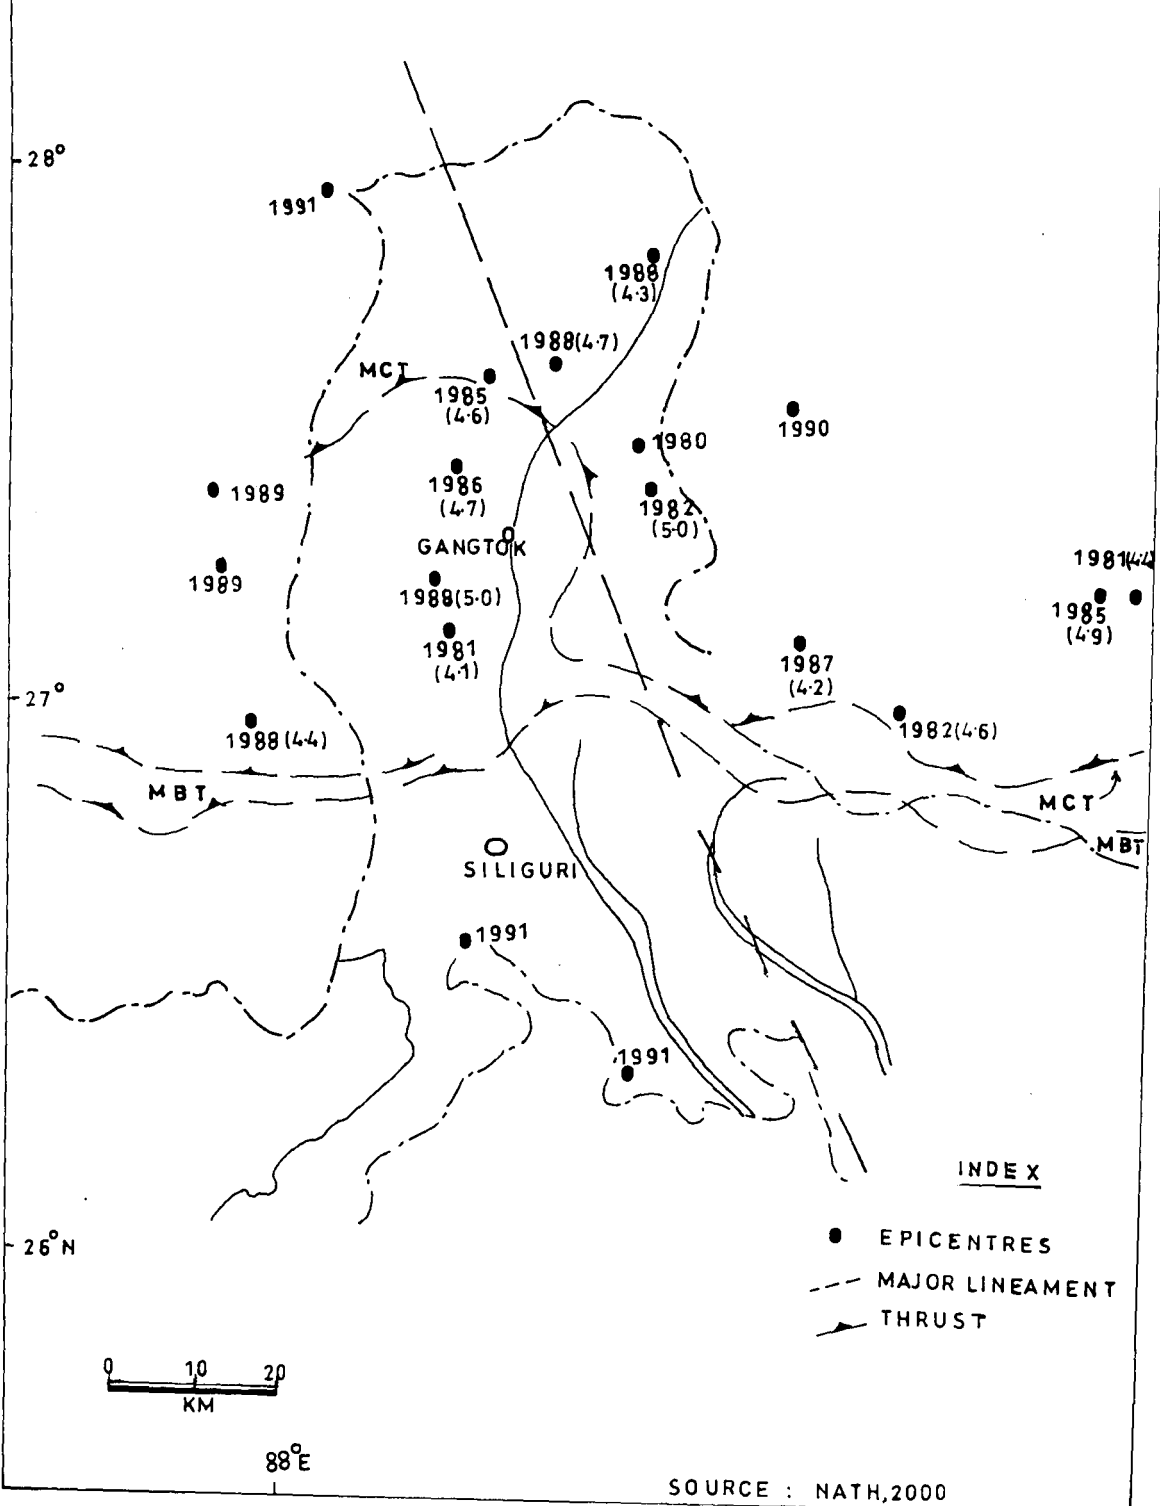 28°
1991
1988
(4.3)
1988(4.7)
MCT
1985
(4.6)
1990
1980
1986
(4.7)
1989
1982
(5.0)
GANGTOK
1981(4.4)
1989
1988(5.0)
1985
(4.9)
1981
(4.1)
1987
(4.2)
27°
1988(4.4)
1982(4.6)
MBT
MCT
MBT
SILIGURI
1991
1991
INDEX
26°N
EPICENTRES
MAJOR LINEAMENT
THRUST
0 10 20
KM
88°E
SOURCE : NATH,2000